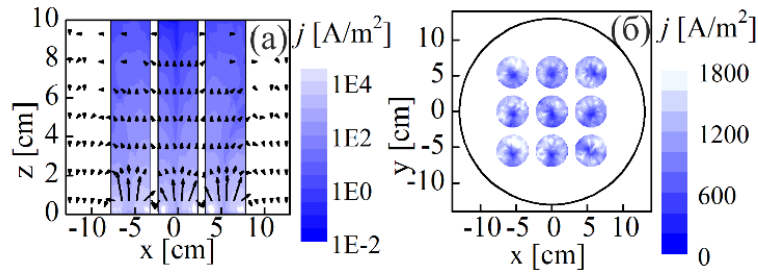 (а)
j [A/m²]
10
8
6
4
2
0
z [cm]
-10 -5 0 5 10
x [cm]
1E4
1E2
1E0
1E-2
(б)
j [A/m²]
10
5
0
-5
-10
y [cm]
-10 -5 0 5 10
x [cm]
1800
1200
600
0